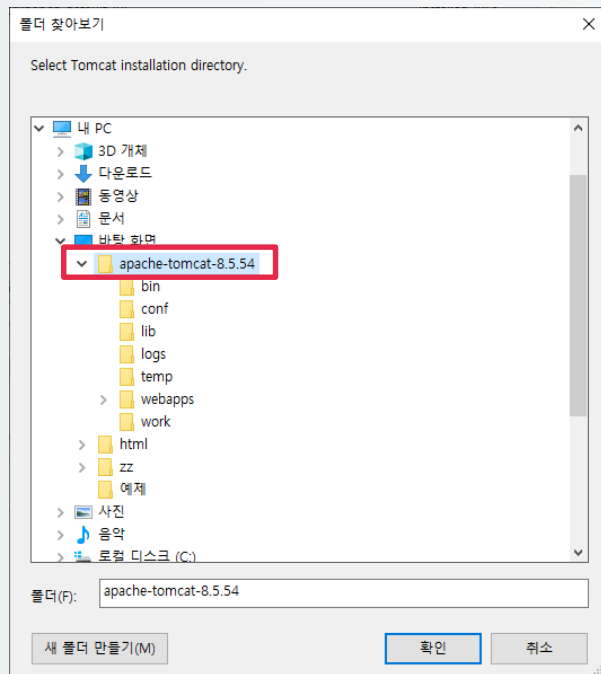 폴더 찾아보기
Select Tomcat installation directory.
내 PC
3D 개체
다운로드
동영상
문서
바탕 화면
apache-tomcat-8.5.54
bin
conf
lib
logs
temp
webapps
work
html
zz
예제
사진
음악
로컬 디스크 (C:)
폴더(F):
apache-tomcat-8.5.54
새 폴더 만들기(M)
확인
취소